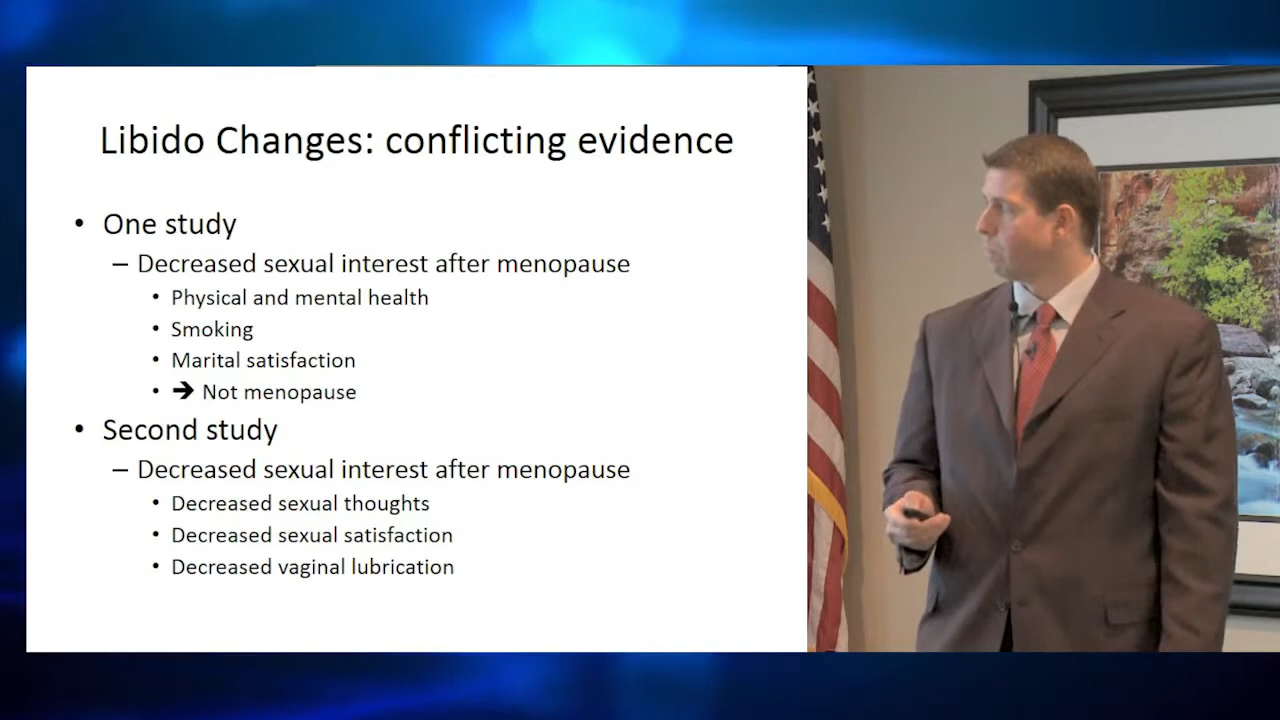 Libido Changes: conflicting evidence
• One study
– Decreased sexual interest after menopause
• Physical and mental health
• Smoking
• Marital satisfaction
• ➔ Not menopause
• Second study
– Decreased sexual interest after menopause
• Decreased sexual thoughts
• Decreased sexual satisfaction
• Decreased vaginal lubrication